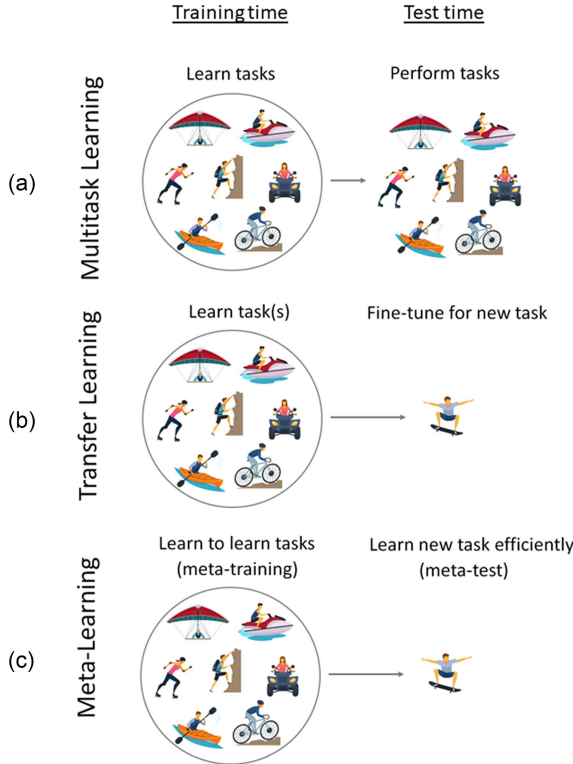 Training time
Test time
(a)
Multitask Learning
Learn tasks
Perform tasks
(b)
Transfer Learning
Learn task(s)
Fine-tune for new task
(c)
Meta-Learning
Learn to learn tasks
(meta-training)
Learn new task efficiently
(meta-test)